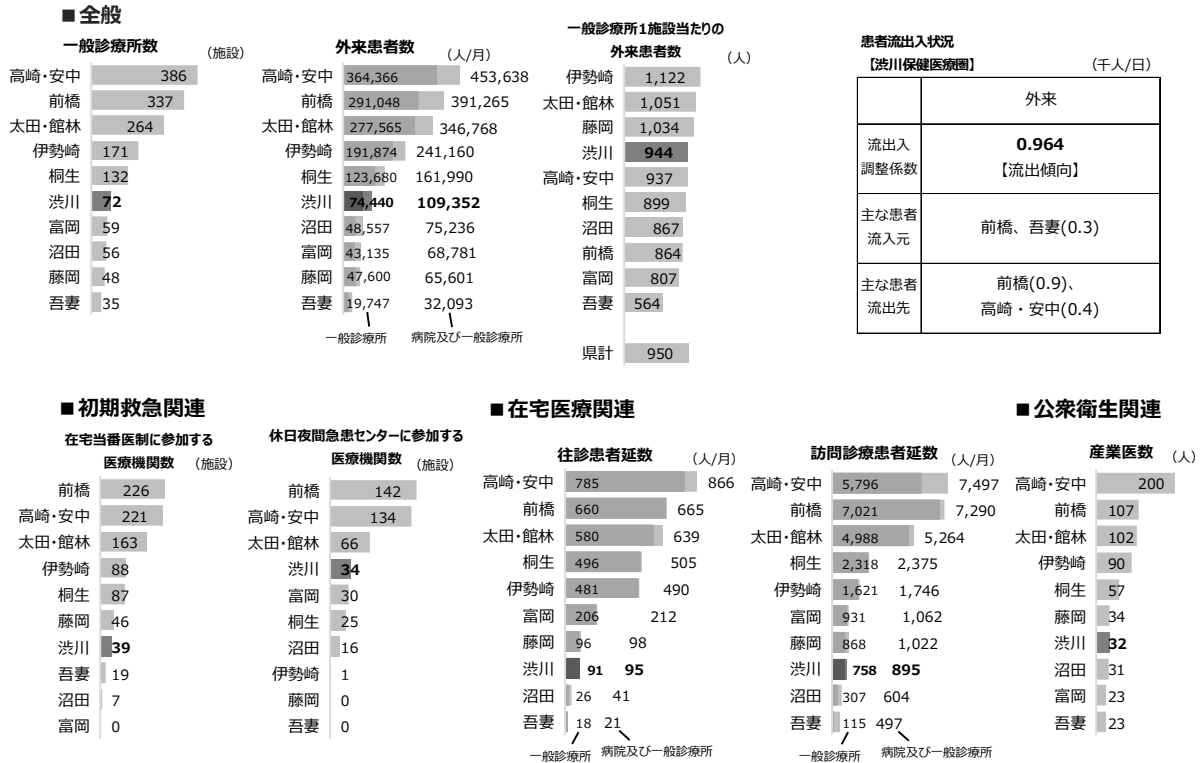 ■全般
一般診療所数 （施設）
高崎・安中 386
前橋 337
太田・館林 264
伊勢崎 171
桐生 132
渋川 72
富岡 59
沼田 56
藤岡 48
吾妻 35
外来患者数 （人/月）
高崎・安中 364,366 453,638
前橋 291,048 391,265
太田・館林 277,565 346,768
伊勢崎 191,874 241,160
桐生 123,680 161,990
渋川 74,440 109,352
沼田 48,557 75,236
富岡 43,135 68,781
藤岡 47,600 65,601
吾妻 19,747 32,093
一般診療所 病院及び一般診療所
一般診療所1施設当たりの
外来患者数 （人）
伊勢崎 1,122
太田・館林 1,051
藤岡 1,034
渋川 944
高崎・安中 937
桐生 899
沼田 867
前橋 864
富岡 807
吾妻 564
県計 950
患者流出入状況
【渋川保健医療圏】 （千人/日）
外来
流出入
調整係数
0.964
【流出傾向】
主な患者
流入元
前橋、吾妻(0.3)
主な患者
流出先
前橋(0.9)、
高崎・安中(0.4)
■初期救急関連
在宅当番医制に参加する
医療機関数 （施設）
前橋 226
高崎・安中 221
太田・館林 163
伊勢崎 88
桐生 87
藤岡 46
渋川 39
吾妻 19
沼田 7
富岡 0
休日夜間急患センターに参加する
医療機関数 （施設）
前橋 142
高崎・安中 134
太田・館林 66
渋川 34
富岡 30
桐生 25
沼田 16
伊勢崎 1
藤岡 0
吾妻 0
■在宅医療関連
往診患者延数 （人/月）
高崎・安中 785 866
前橋 660 665
太田・館林 580 639
桐生 496 505
伊勢崎 481 490
富岡 206 212
藤岡 96 98
渋川 91 95
沼田 26 41
吾妻 18 21
一般診療所 病院及び一般診療所
訪問診療患者延数 （人/月）
高崎・安中 5,796 7,497
前橋 7,021 7,290
太田・館林 4,988 5,264
桐生 2,318 2,375
伊勢崎 1,621 1,746
富岡 931 1,062
藤岡 868 1,022
渋川 758 895
沼田 307 604
吾妻 115 497
一般診療所 病院及び一般診療所
■公衆衛生関連
産業医数 （人）
高崎・安中 200
前橋 107
太田・館林 102
伊勢崎 90
桐生 57
藤岡 34
渋川 32
沼田 31
富岡 23
吾妻 23